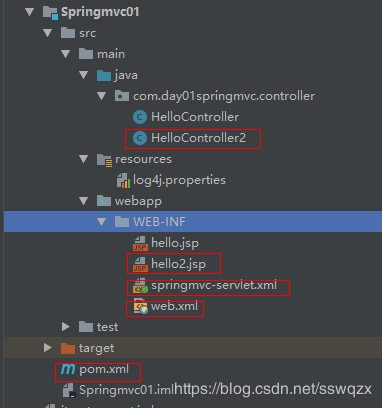 Springmvc01
src
main
java
com.day01springmvc.controller
HelloController
HelloController2
resources
log4j.properties
webapp
WEB-INF
hello.jsp
hello2.jsp
springmvc-servlet.xml
web.xml
test
target
pom.xml
Springmvc01.iml
https://blog.csdn.net/sswqzx